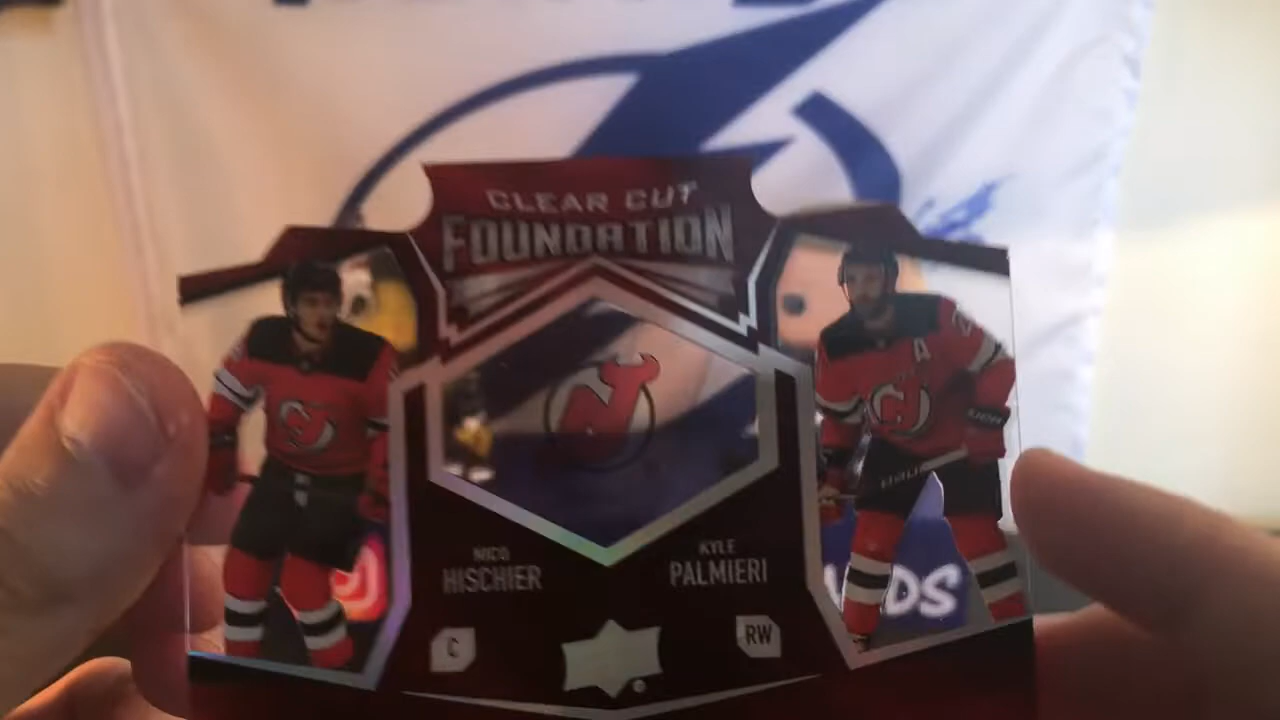 CLEAR CUT
FOUNDATION
A
NICO
HISCHIER
KYLE
PALMIERI
C
RW